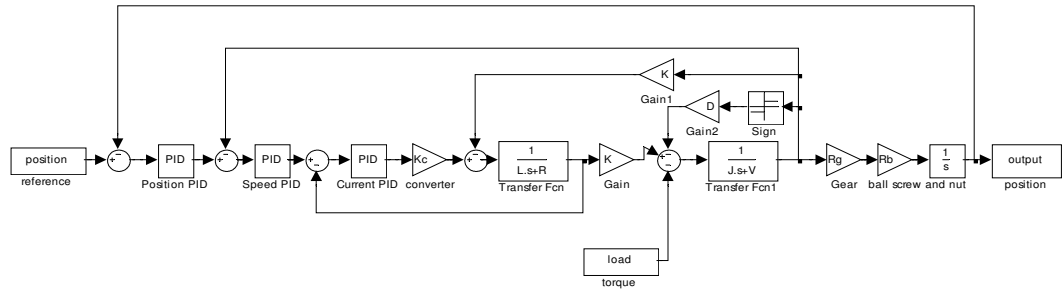 K
Gain1
D
Gain2
Sign
position
reference
PID
Position PID
PID
Speed PID
PID
Current PID
Kc
converter
1
L.s+R
Transfer Fcn
K
Gain
1
J.s+V
Transfer Fcn1
Rg
Gear
Rb
ball screw and nut
1
s
output
position
load
torque